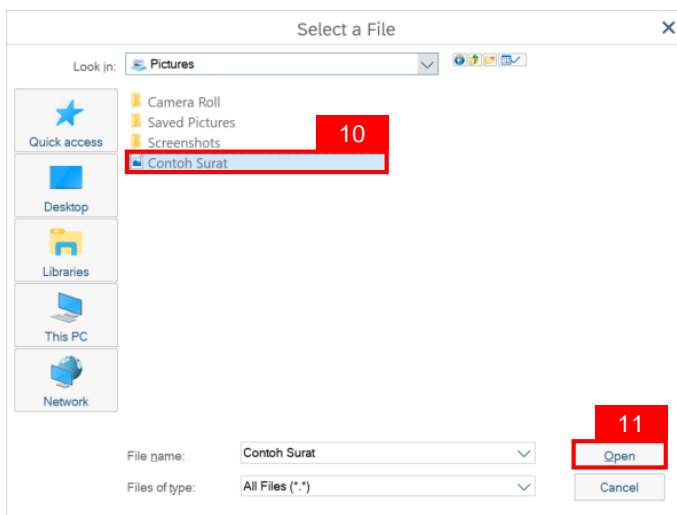 Select a File
Look in: Pictures
Camera Roll
Saved Pictures
10
Screenshots
Contoh Surat
Quick access
Desktop
Libraries
This PC
Network
11
File name: Contoh Surat Open
Files of type: All Files (*.*) Cancel